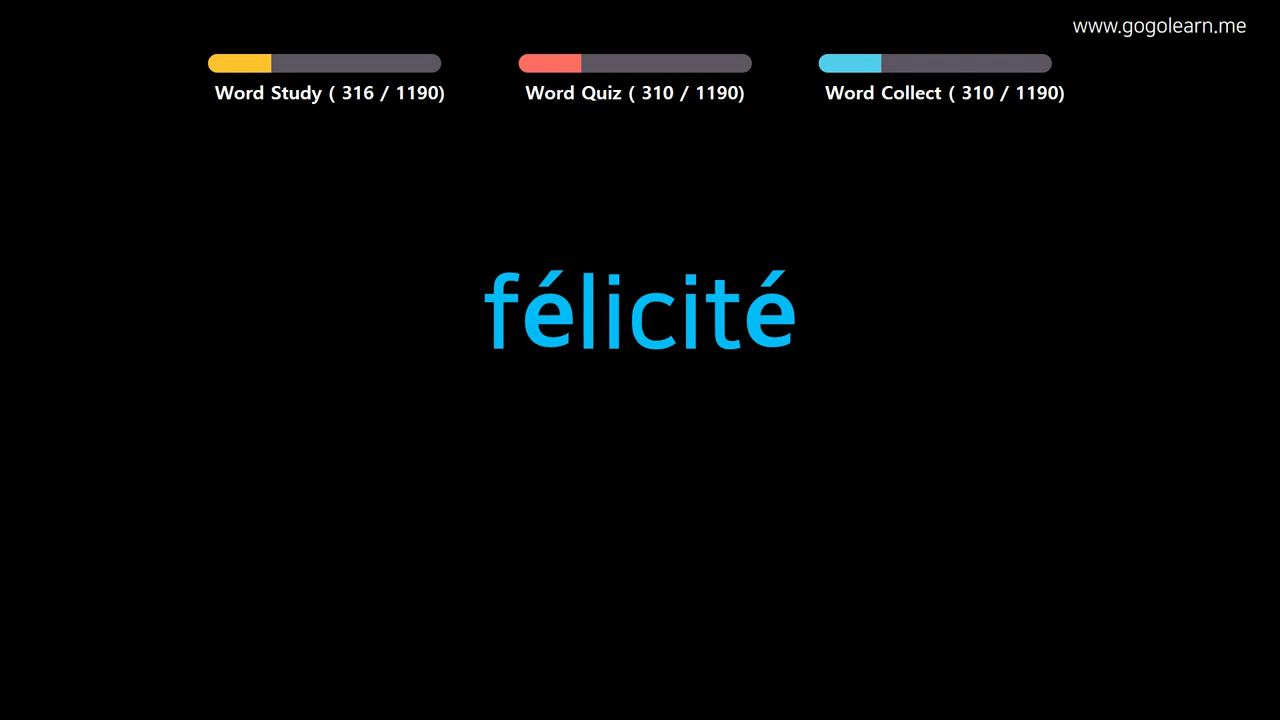 www.gogolearn.me
Word Study ( 316 / 1190)
Word Quiz ( 310 / 1190)
Word Collect ( 310 / 1190)
félicité